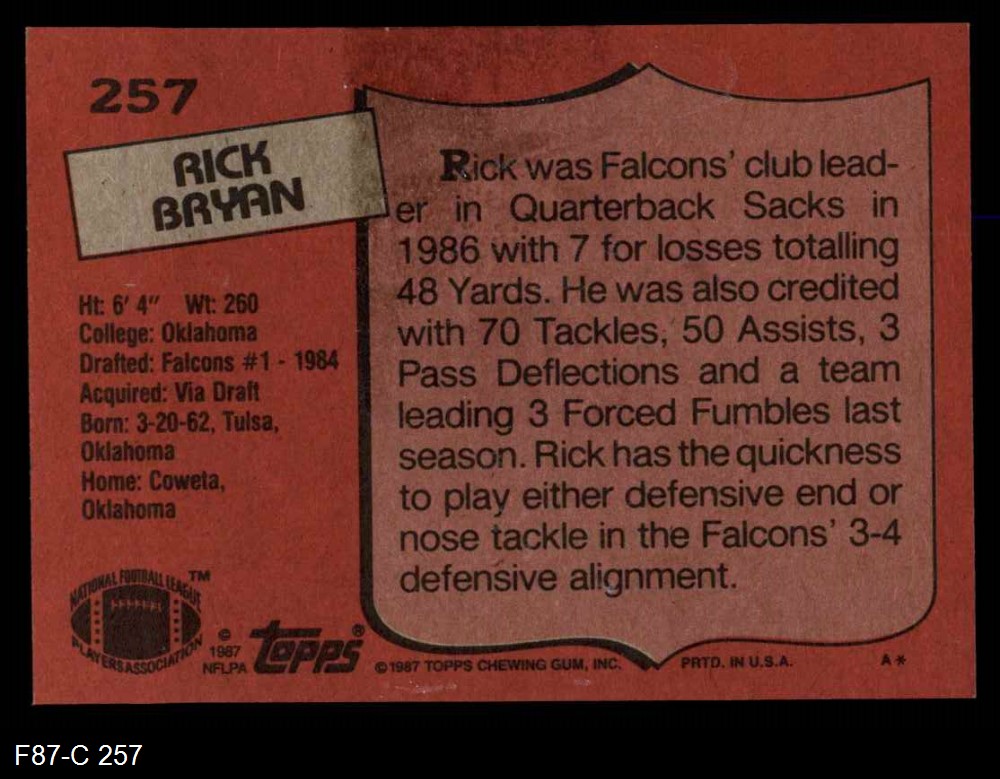 257
RICK
BRYAN
Ht: 6' 4" Wt: 260
College: Oklahoma
Drafted: Falcons #1 - 1984
Acquired: Via Draft
Born: 3-20-62, Tulsa,
Oklahoma
Home: Coweta,
Oklahoma
Rick was Falcons' club lead-
er in Quarterback Sacks in
1986 with 7 for losses totalling
48 Yards. He was also credited
with 70 Tackles, 50 Assists, 3
Pass Deflections and a team
leading 3 Forced Fumbles last
season. Rick has the quickness
to play either defensive end or
nose tackle in the Falcons' 3-4
defensive alignment.
NATIONAL FOOTBALL LEAGUE ™
PLAYERS ASSOCIATION
©
1987
NFLPA
topps®
©1987 TOPPS CHEWING GUM, INC. PRTD. IN U.S.A. A*
F87-C 257